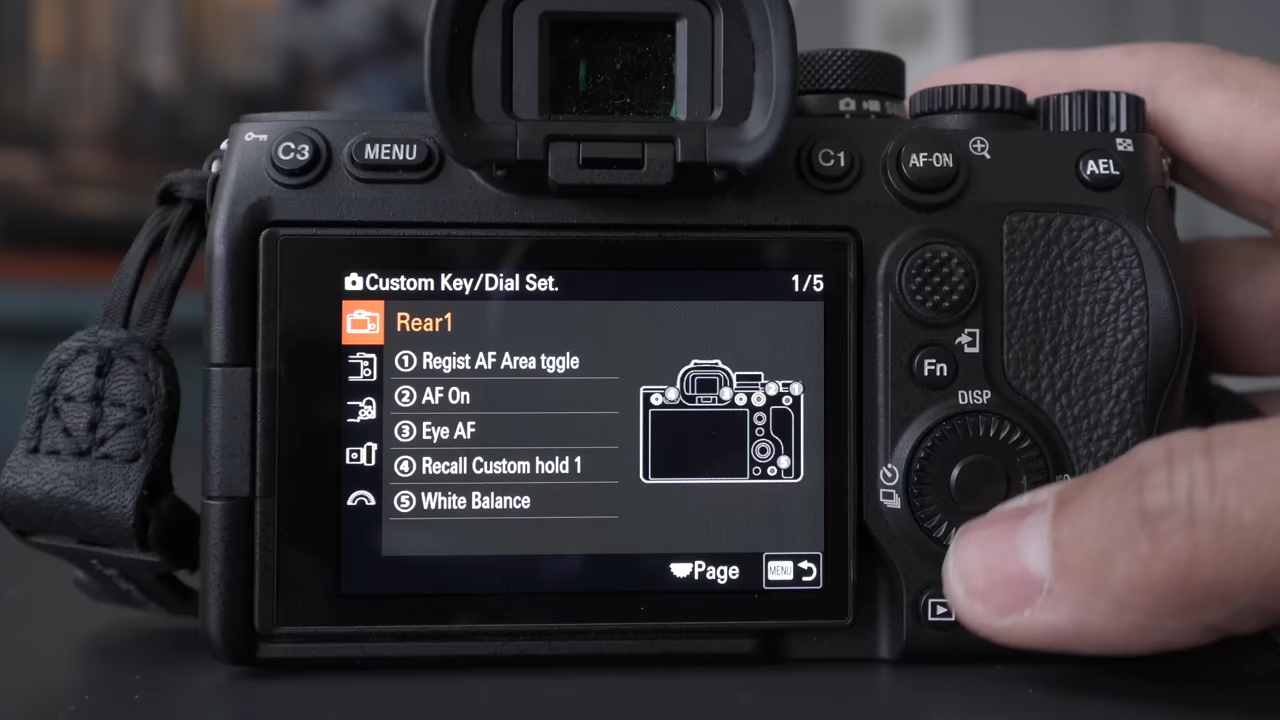 C3
MENU
C1
AF-ON
AEL
Custom Key/Dial Set.
1/5
Rear1
① Regist AF Area tggle
② AF On
③ Eye AF
④ Recall Custom hold 1
⑤ White Balance
Page
MENU
Fn
DISP